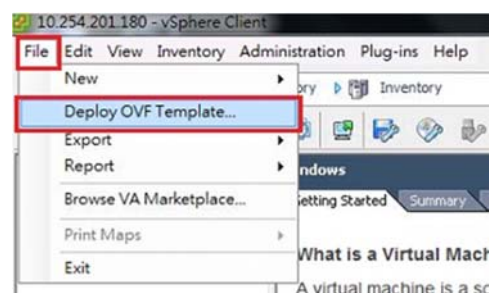 10.254.201.180 - vSphere Client
File Edit View Inventory Administration Plug-ins Help
New
Inventory
Deploy OVF Template...
Export
Report
ndows
Browse VA Marketplace...
Getting Started Summary
Print Maps
Exit
What is a Virtual Mach
A virtual machine is a so